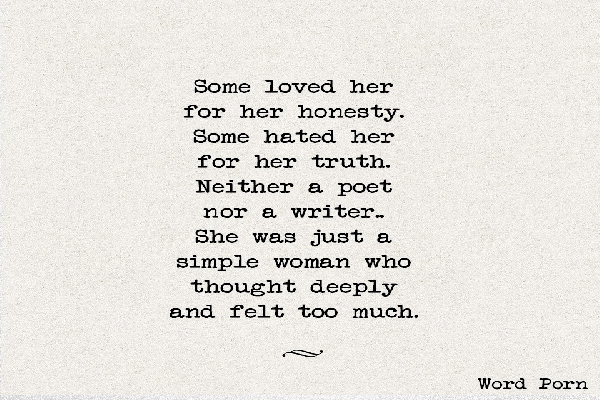 Some loved her
for her honesty.
Some hated her
for her truth.
Neither a poet
nor a writer..
She was just a
simple woman who
thought deeply
and felt too much.
Word Porn